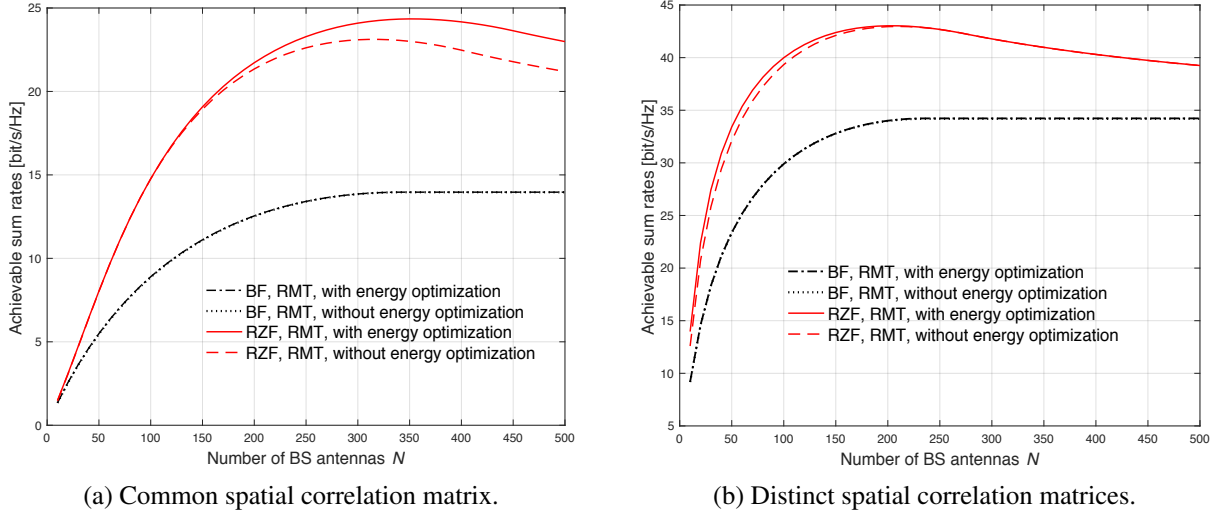 Achievable sum rates [bit/s/Hz]
25
20
15
10
5
0
BF, RMT, with energy optimization
BF, RMT, without energy optimization
RZF, RMT, with energy optimization
RZF, RMT, without energy optimization
0 50 100 150 200 250 300 350 400 450 500
Number of BS antennas N
(a) Common spatial correlation matrix.
Achievable sum rates [bit/s/Hz]
45
40
35
30
25
20
15
10
5
BF, RMT, with energy optimization
BF, RMT, without energy optimization
RZF, RMT, with energy optimization
RZF, RMT, without energy optimization
0 50 100 150 200 250 300 350 400 450 500
Number of BS antennas N
(b) Distinct spatial correlation matrices.